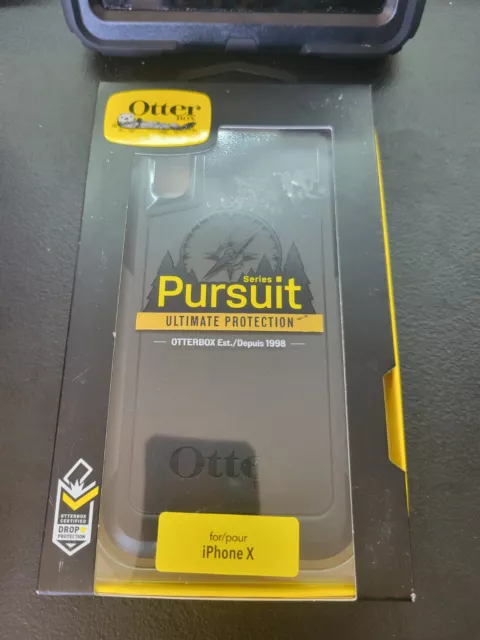 Otter
BOX
Series
Pursuit
ULTIMATE PROTECTION
OTTERBOX Est./Depuis 1998
Otte
OTTERBOX
CERTIFIED
DROP+
PROTECTION
for/pour
iPhone X